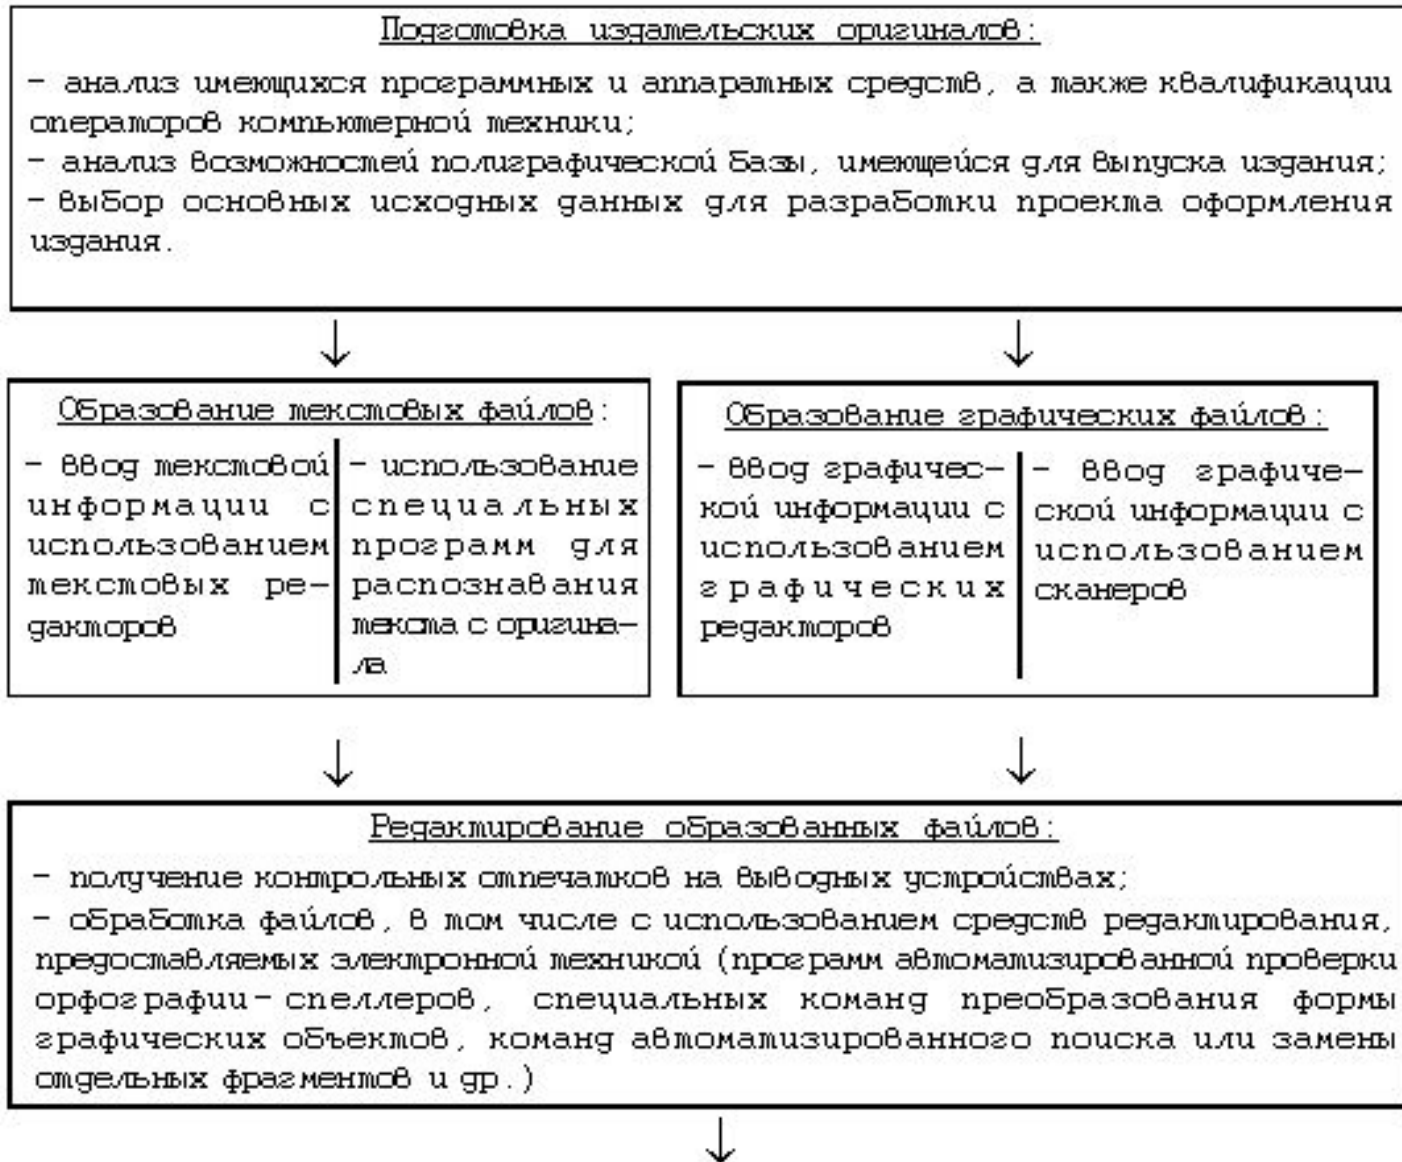 Подготовка издательских оригиналов:
– анализ имеющихся программных и аппаратных средств, а также квалификации
операторов компьютерной техники;
– анализ возможностей полиграфической базы, имеющейся для выпуска издания;
– выбор основных исходных данных для разработки проекта оформления
издания.
Образование текстовых файлов:
– ввод текстовой
информации с
использованием
текстовых ре–
дакторов
– использование
специальных
программ для
распознавания
текста с оригина–
ла
Образование графических файлов:
– ввод графичес–
кой информации с
использованием
графических
редакторов
– ввод графиче–
ской информации с
использованием
сканеров
Редактирование образованных файлов:
– получение контрольных отпечатков на выводных устройствах;
– обработка файлов, в том числе с использованием средств редактирования,
предоставляемых электронной техникой (программ автоматизированной проверки
орфографии– спеллеров, специальных команд преобразования формы
графических объектов, команд автоматизированного поиска или замены
отдельных фрагментов и др.)